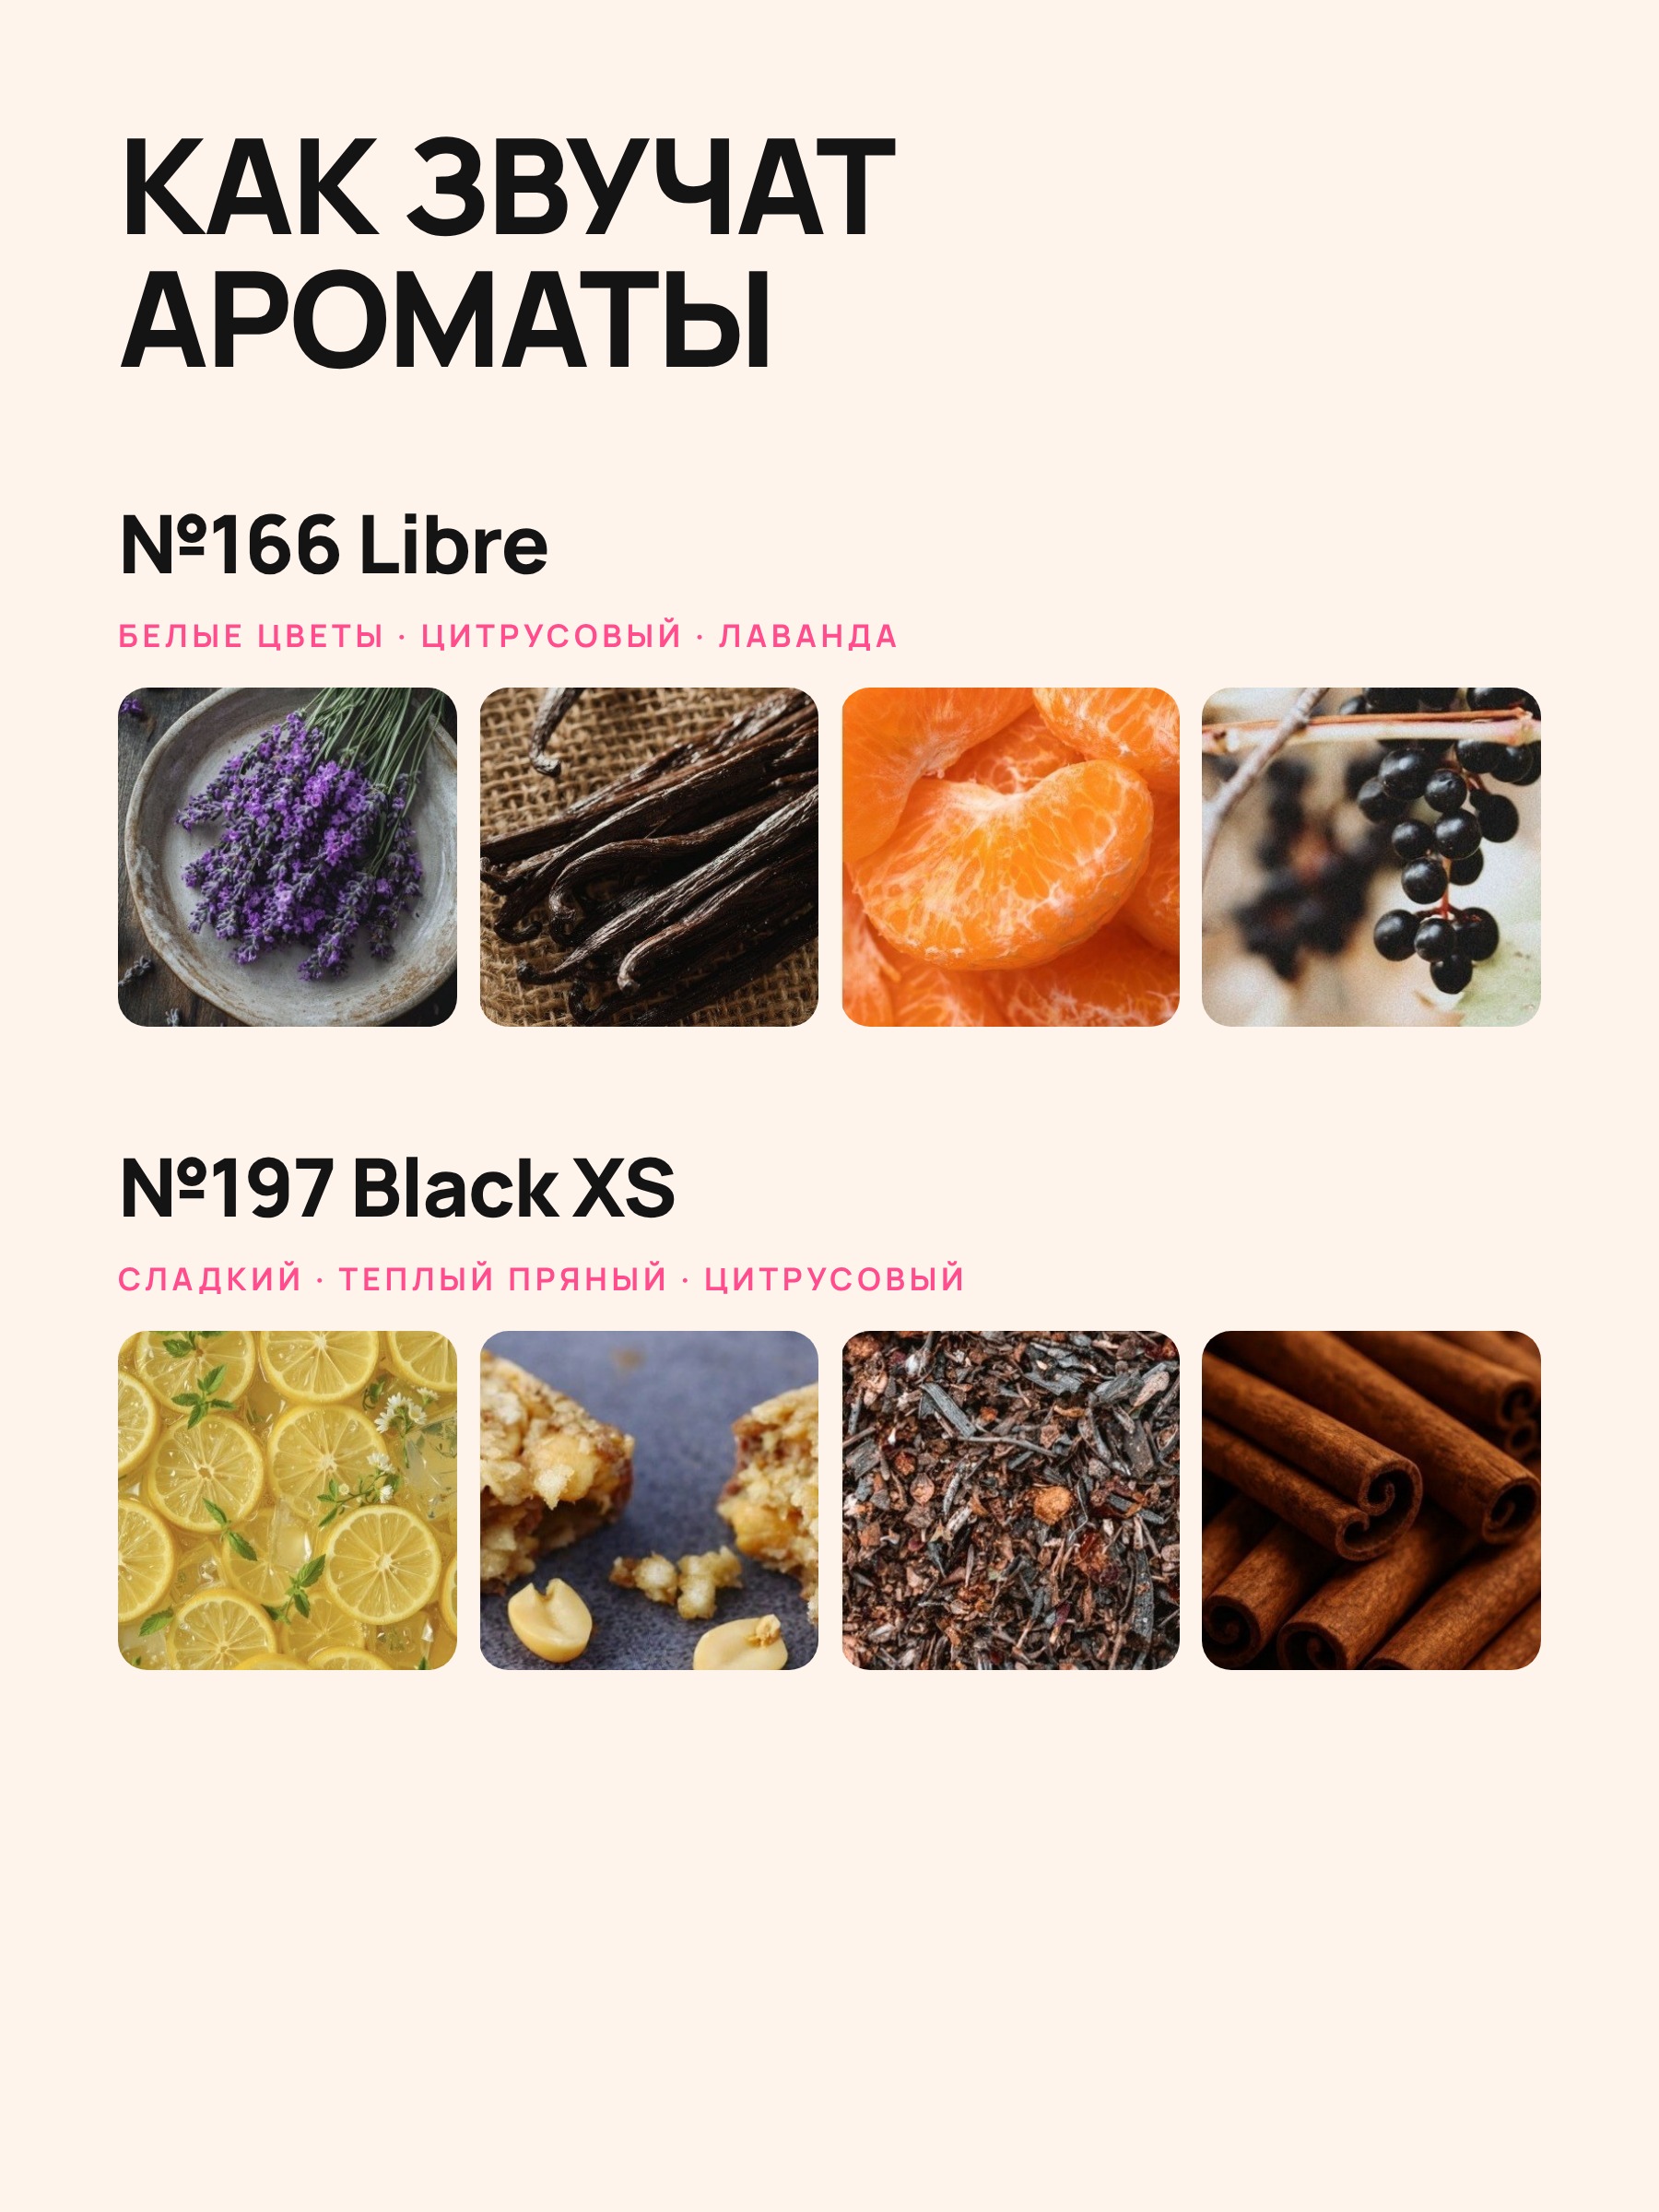 КАК ЗВУЧАТ
АРОМАТЫ
№166 Libre
БЕЛЫЕ ЦВЕТЫ · ЦИТРУСОВЫЙ · ЛАВАНДА
№197 Black XS
СЛАДКИЙ · ТЕПЛЫЙ ПРЯНЫЙ · ЦИТРУСОВЫЙ